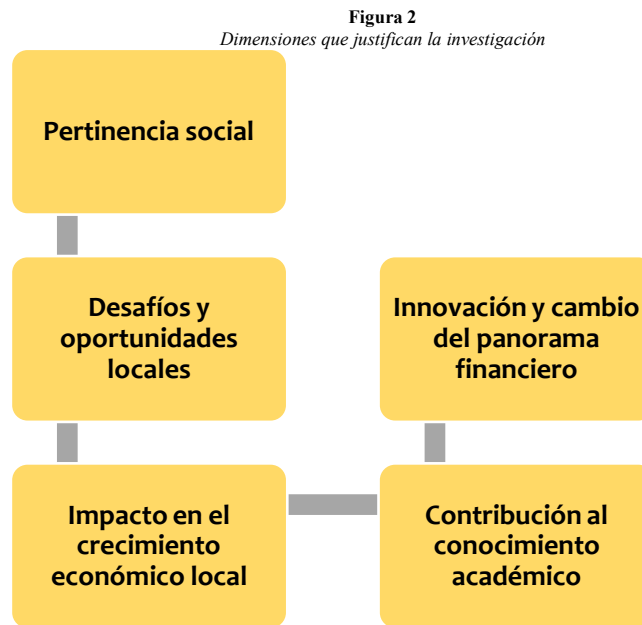 Figura 2
Dimensiones que justifican la investigación
Pertinencia social
Desafíos y
oportunidades
locales
Impacto en el
crecimiento
económico local
Contribución al
conocimiento
académico
Innovación y cambio
del panorama
financiero